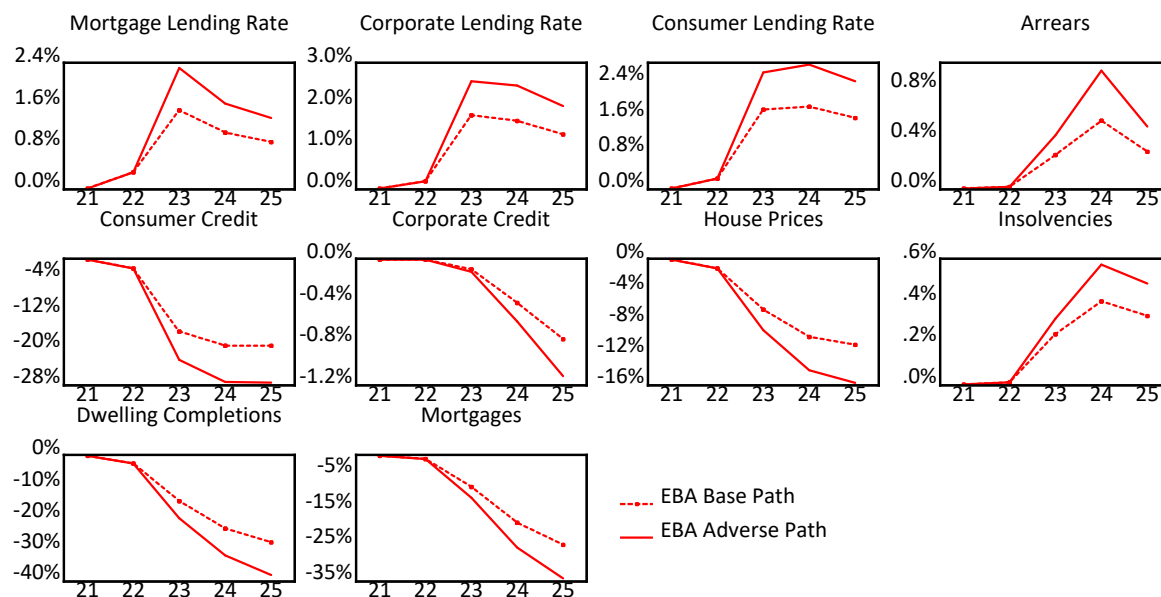 Mortgage Lending Rate
2.4%
1.6%
0.8%
0.0%
21 22 23 24 25
Corporate Lending Rate
3.0%
2.0%
1.0%
0.0%
21 22 23 24 25
Consumer Lending Rate
2.4%
1.6%
0.8%
0.0%
21 22 23 24 25
Arrears
0.8%
0.4%
0.0%
21 22 23 24 25
Consumer Credit
-4%
-12%
-20%
-28%
21 22 23 24 25
Corporate Credit
0.0%
-0.4%
-0.8%
-1.2%
21 22 23 24 25
House Prices
0%
-4%
-8%
-12%
-16%
21 22 23 24 25
Insolvencies
.6%
.4%
.2%
.0%
21 22 23 24 25
Dwelling Completions
0%
-10%
-20%
-30%
-40%
21 22 23 24 25
Mortgages
-5%
-15%
-25%
-35%
21 22 23 24 25
EBA Base Path
EBA Adverse Path